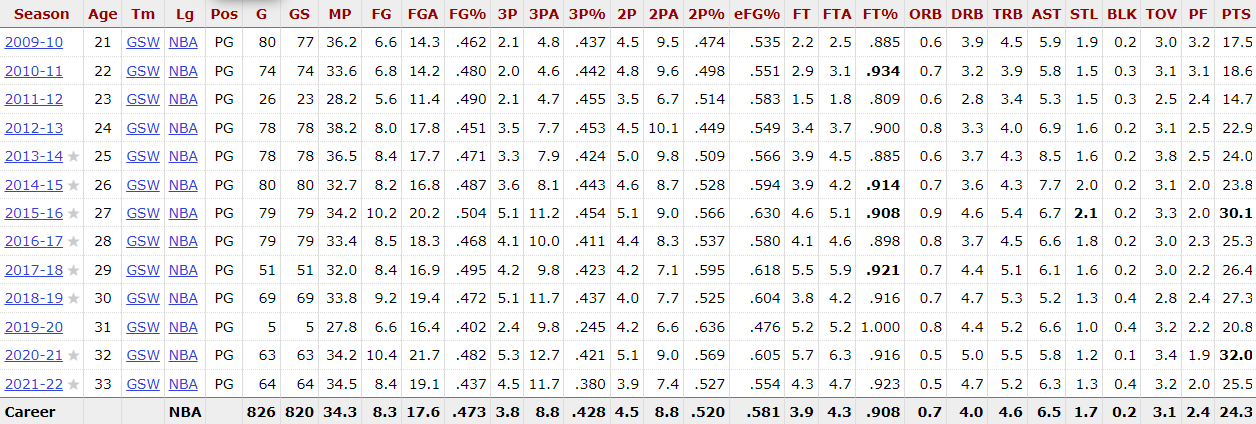 Season Age Tm Lg Pos G GS MP FG FGA FG% 3P 3PA 3P% 2P 2PA 2P% eFG% FT FTA FT% ORB DRB TRB AST STL BLK TOV PF PTS
2009-10 21 GSW NBA PG 80 77 36.2 6.6 14.3 .462 2.1 4.8 .437 4.5 9.5 .474 .535 2.2 2.5 .885 0.6 3.9 4.5 5.9 1.9 0.2 3.0 3.2 17.5
2010-11 22 GSW NBA PG 74 74 33.6 6.8 14.2 .480 2.0 4.6 .442 4.8 9.6 .498 .551 2.9 3.1 .934 0.7 3.2 3.9 5.8 1.5 0.3 3.1 3.1 18.6
2011-12 23 GSW NBA PG 26 23 28.2 5.6 11.4 .490 2.1 4.7 .455 3.5 6.7 .514 .583 1.5 1.8 .809 0.6 2.8 3.4 5.3 1.5 0.3 2.5 2.4 14.7
2012-13 24 GSW NBA PG 78 78 38.2 8.0 17.8 .451 3.5 7.7 .453 4.5 10.1 .449 .549 3.4 3.7 .900 0.8 3.3 4.0 6.9 1.6 0.2 3.1 2.5 22.9
2013-14 ★ 25 GSW NBA PG 78 78 36.5 8.4 17.7 .471 3.3 7.9 .424 5.0 9.8 .509 .566 3.9 4.5 .885 0.6 3.7 4.3 8.5 1.6 0.2 3.8 2.5 24.0
2014-15 ★ 26 GSW NBA PG 80 80 32.7 8.2 16.8 .487 3.6 8.1 .443 4.6 8.7 .528 .594 3.9 4.2 .914 0.7 3.6 4.3 7.7 2.0 0.2 3.1 2.0 23.8
2015-16 ★ 27 GSW NBA PG 79 79 34.2 10.2 20.2 .504 5.1 11.2 .454 5.1 9.0 .566 .630 4.6 5.1 .908 0.9 4.6 5.4 6.7 2.1 0.2 3.3 2.0 30.1
2016-17 ★ 28 GSW NBA PG 79 79 33.4 8.5 18.3 .468 4.1 10.0 .411 4.4 8.3 .537 .580 4.1 4.6 .898 0.8 3.7 4.5 6.6 1.8 0.2 3.0 2.3 25.3
2017-18 ★ 29 GSW NBA PG 51 51 32.0 8.4 16.9 .495 4.2 9.8 .423 4.2 7.1 .595 .618 5.5 5.9 .921 0.7 4.4 5.1 6.1 1.6 0.2 3.0 2.2 26.4
2018-19 ★ 30 GSW NBA PG 69 69 33.8 9.2 19.4 .472 5.1 11.7 .437 4.0 7.7 .525 .604 3.8 4.2 .916 0.7 4.7 5.3 5.2 1.3 0.4 2.8 2.4 27.3
2019-20 31 GSW NBA PG 5 5 27.8 6.6 16.4 .402 2.4 9.8 .245 4.2 6.6 .636 .476 5.2 5.2 1.000 0.8 4.4 5.2 6.6 1.0 0.4 3.2 2.2 20.8
2020-21 ★ 32 GSW NBA PG 63 63 34.2 10.4 21.7 .482 5.3 12.7 .421 5.1 9.0 .569 .605 5.7 6.3 .916 0.5 5.0 5.5 5.8 1.2 0.1 3.4 1.9 32.0
2021-22 ★ 33 GSW NBA PG 64 64 34.5 8.4 19.1 .437 4.5 11.7 .380 3.9 7.4 .527 .554 4.3 4.7 .923 0.5 4.7 5.2 6.3 1.3 0.4 3.2 2.0 25.5
Career NBA 826 820 34.3 8.3 17.6 .473 3.8 8.8 .428 4.5 8.8 .520 .581 3.9 4.3 .908 0.7 4.0 4.6 6.5 1.7 0.2 3.1 2.4 24.3